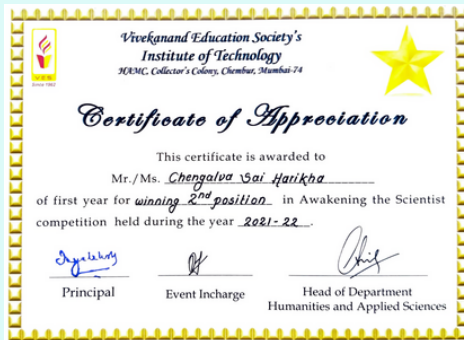 Vivekanand Education Society's
Institute of Technology
HAMC, Collector's Colony, Chembur, Mumbai-74
Since 1962
Certificate of Appreciation
This certificate is awarded to
Mr./Ms. Chengalva Sai Harikha
of first year for winning 2nd position in Awakening the Scientist
competition held during the year 2021-22.
Principal
Event Incharge
Head of Department
Humanities and Applied Sciences